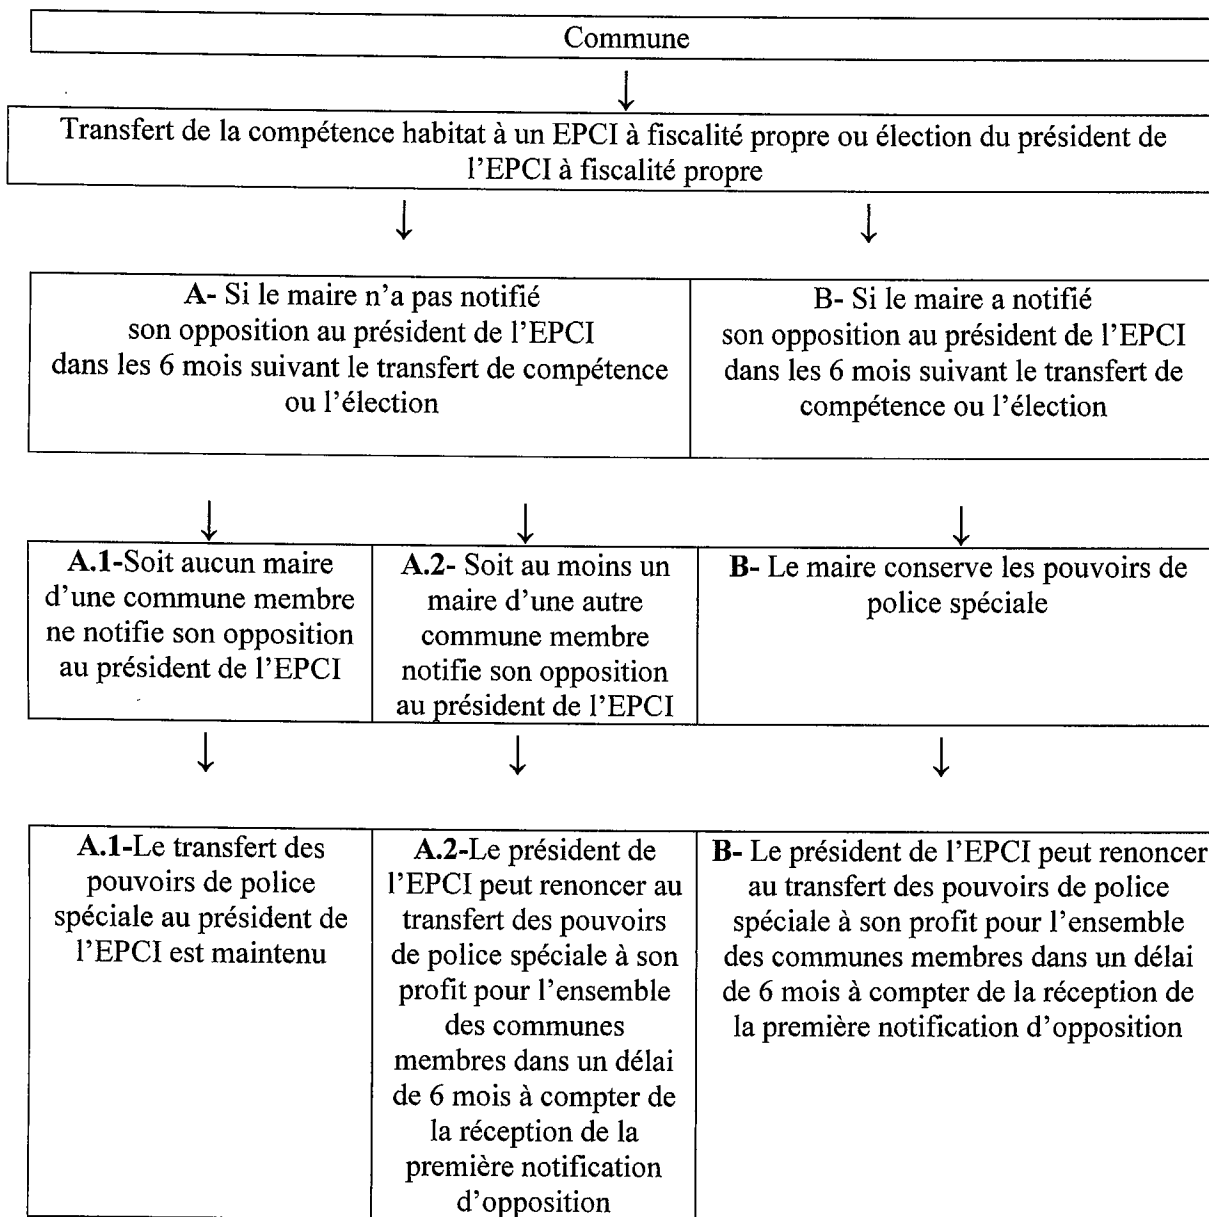 Commune
↓
Transfert de la compétence habitat à un EPCI à fiscalité propre ou élection du président de
l’EPCI à fiscalité propre
↓ ↓
A- Si le maire n’a pas notifié
son opposition au président de l’EPCI
dans les 6 mois suivant le transfert de compétence
ou l’élection
B- Si le maire a notifié
son opposition au président de l’EPCI
dans les 6 mois suivant le transfert de
compétence ou l’élection
↓ ↓ ↓
A.1-Soit aucun maire
d’une commune membre
ne notifie son opposition
au président de l’EPCI
A.2- Soit au moins un
maire d’une autre
commune membre
notifie son opposition
au président de l’EPCI
B- Le maire conserve les pouvoirs de
police spéciale
↓ ↓ ↓
A.1-Le transfert des
pouvoirs de police
spéciale au président de
l’EPCI est maintenu
A.2-Le président de
l’EPCI peut renoncer au
transfert des pouvoirs
de police spéciale à son
profit pour l’ensemble
des communes
membres dans un délai
de 6 mois à compter de
la réception de la
première notification
d’opposition
B- Le président de l’EPCI peut renoncer
au transfert des pouvoirs de police
spéciale à son profit pour l’ensemble
des communes membres dans un délai
de 6 mois à compter de la réception de
la première notification d’opposition